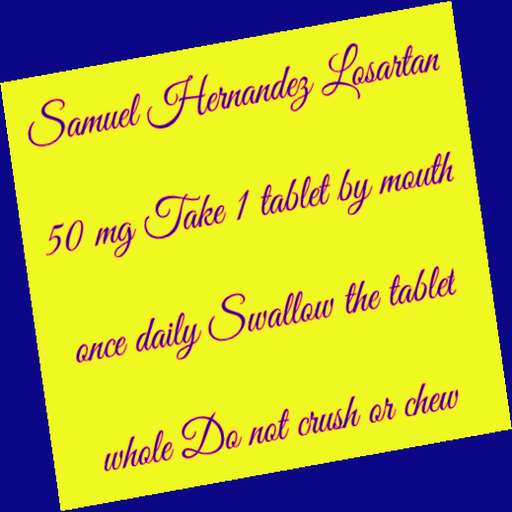 Samuel Hernandez Losartan
50 mg Take 1 tablet by mouth
once daily Swallow the tablet
whole Do not crush or chew